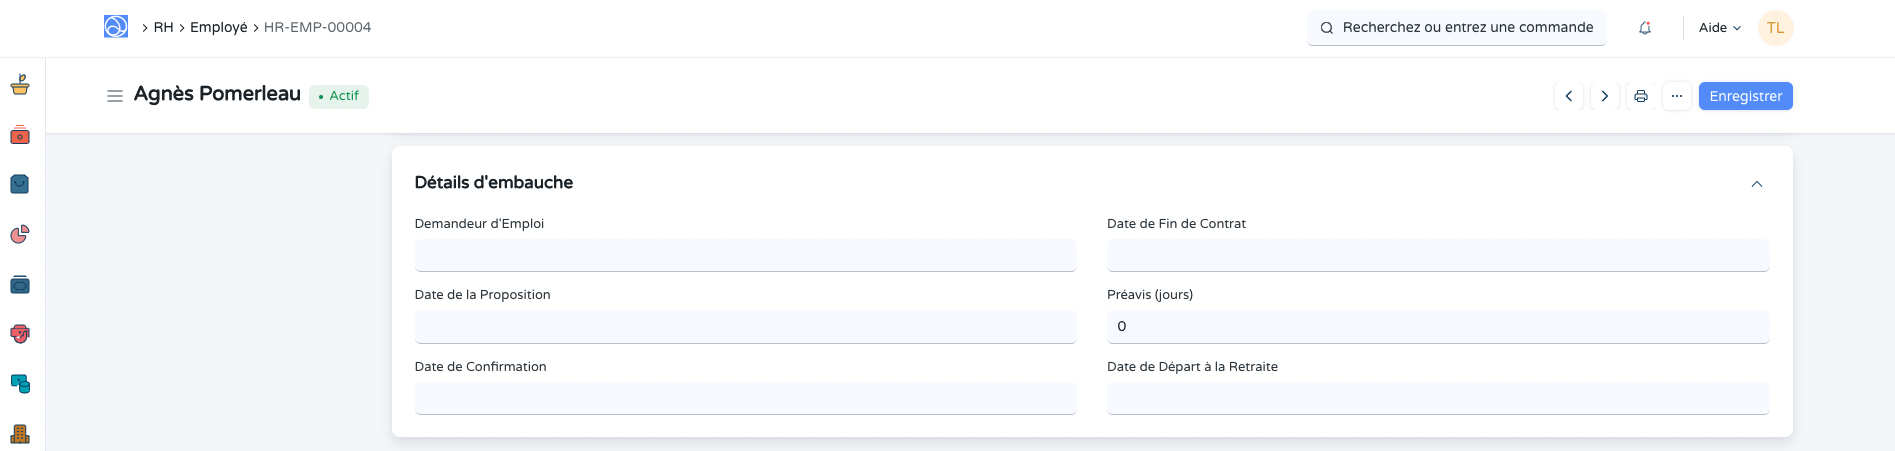 RH Employé HR-EMP-00004
Recherchez ou entrez une commande
Aide
TL
Agnès Pomerleau
Actif
Enregistrer
Détails d'embauche
Demandeur d'Emploi
Date de Fin de Contrat
Date de la Proposition
Préavis (jours)
0
Date de Confirmation
Date de Départ à la Retraite